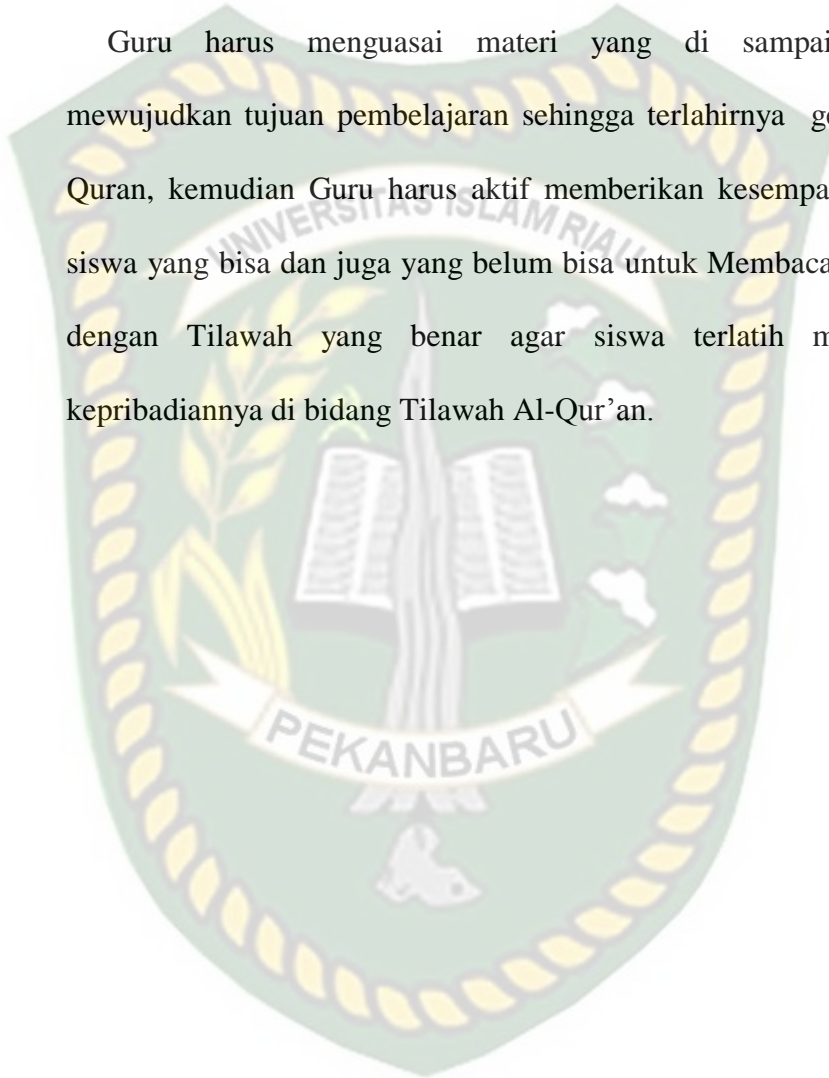 Guru harus menguasai materi yang di sampai
mewujudkan tujuan pembelajaran sehingga terlahirnya ge
Quran, kemudian Guru harus aktif memberikan kesempa
siswa yang bisa dan juga yang belum bisa untuk Membaca
dengan Tilawah yang benar agar siswa terlatih m
kepribadiannya di bidang Tilawah Al-Qur’an.
UNIVERSITAS ISLAM RIAU
PEKANBARU